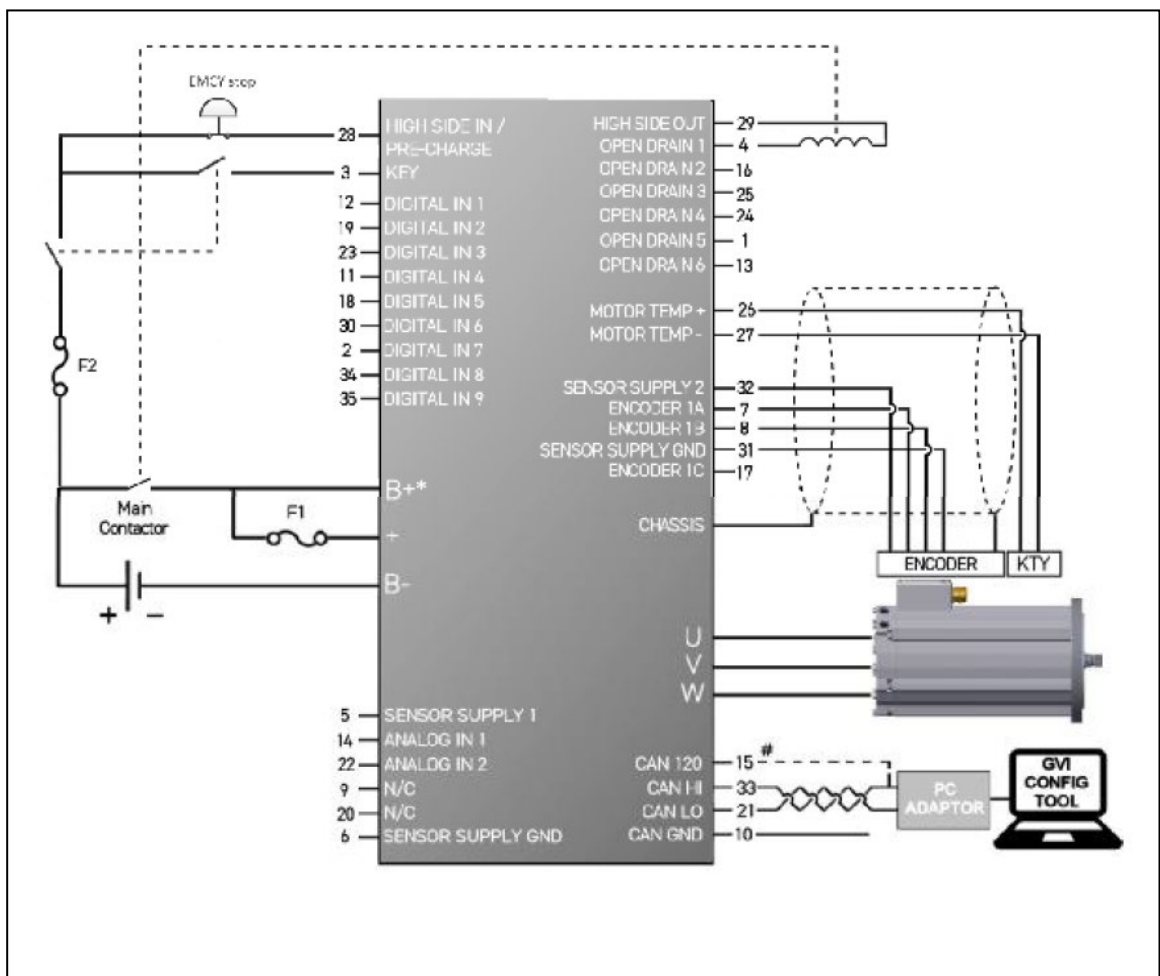 EMCY stop
28 HIGH SIDE IN /
PRE-CHARGE
3 KEY
12 DIGITAL IN 1
19 DIGITAL IN 2
23 DIGITAL IN 3
11 DIGITAL IN 4
18 DIGITAL IN 5
30 DIGITAL IN 6
2 DIGITAL IN 7
34 DIGITAL IN 8
35 DIGITAL IN 9
F2
Main
Contactor
F1
B+*
+
B-
+ −
5 SENSOR SUPPLY 1
14 ANALOG IN 1
22 ANALOG IN 2
9 N/C
20 N/C
6 SENSOR SUPPLY GND
HIGH SIDE OUT 29
OPEN DRAIN 1 4
OPEN DRAIN 2 16
OPEN DRAIN 3 25
OPEN DRAIN 4 24
OPEN DRAIN 5 1
OPEN DRAIN 6 13
MOTOR TEMP + 26
MOTOR TEMP - 27
SENSOR SUPPLY 2 32
ENCODER 1A 7
ENCODER 1B 8
SENSOR SUPPLY GND 31
ENCODER 1C 17
CHASSIS
ENCODER KTY
U
V
W
CAN 120 15 #
CAN HI 33
CAN LO 21
CAN GND 10
PC
ADAPTOR
GVI
CONFIG
TOOL